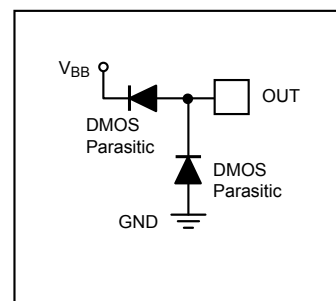 VBB
OUT
DMOS
Parasitic
DMOS
Parasitic
GND